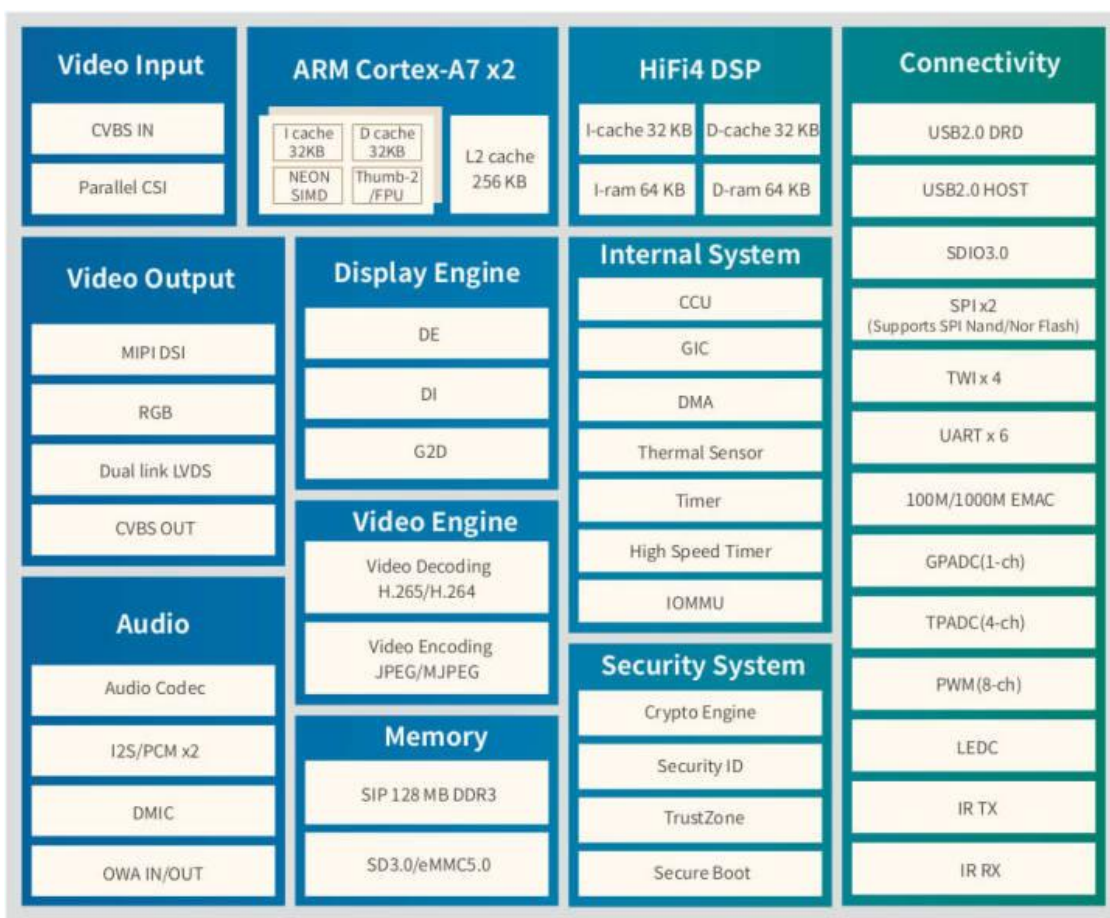 Video Input
CVBS IN
Parallel CSI
ARM Cortex-A7 x2
I cache
32KB
D cache
32KB
NEON
SIMD
Thumb-2
/FPU
L2 cache
256 KB
HiFi4 DSP
I-cache 32 KB
D-cache 32 KB
I-ram 64 KB
D-ram 64 KB
Connectivity
USB2.0 DRD
USB2.0 HOST
SDIO3.0
SPI x2
(Supports SPI Nand/Nor Flash)
TWI x 4
UART x 6
100M/1000M EMAC
GPADC(1-ch)
TPADC(4-ch)
PWM(8-ch)
LEDC
IR TX
IR RX
Video Output
MIPI DSI
RGB
Dual link LVDS
CVBS OUT
Display Engine
DE
DI
G2D
Internal System
CCU
GIC
DMA
Thermal Sensor
Timer
High Speed Timer
IOMMU
Video Engine
Video Decoding
H.265/H.264
Video Encoding
JPEG/MJPEG
Audio
Audio Codec
I2S/PCM x2
DMIC
OWA IN/OUT
Memory
SIP 128 MB DDR3
SD3.0/eMMC5.0
Security System
Crypto Engine
Security ID
TrustZone
Secure Boot